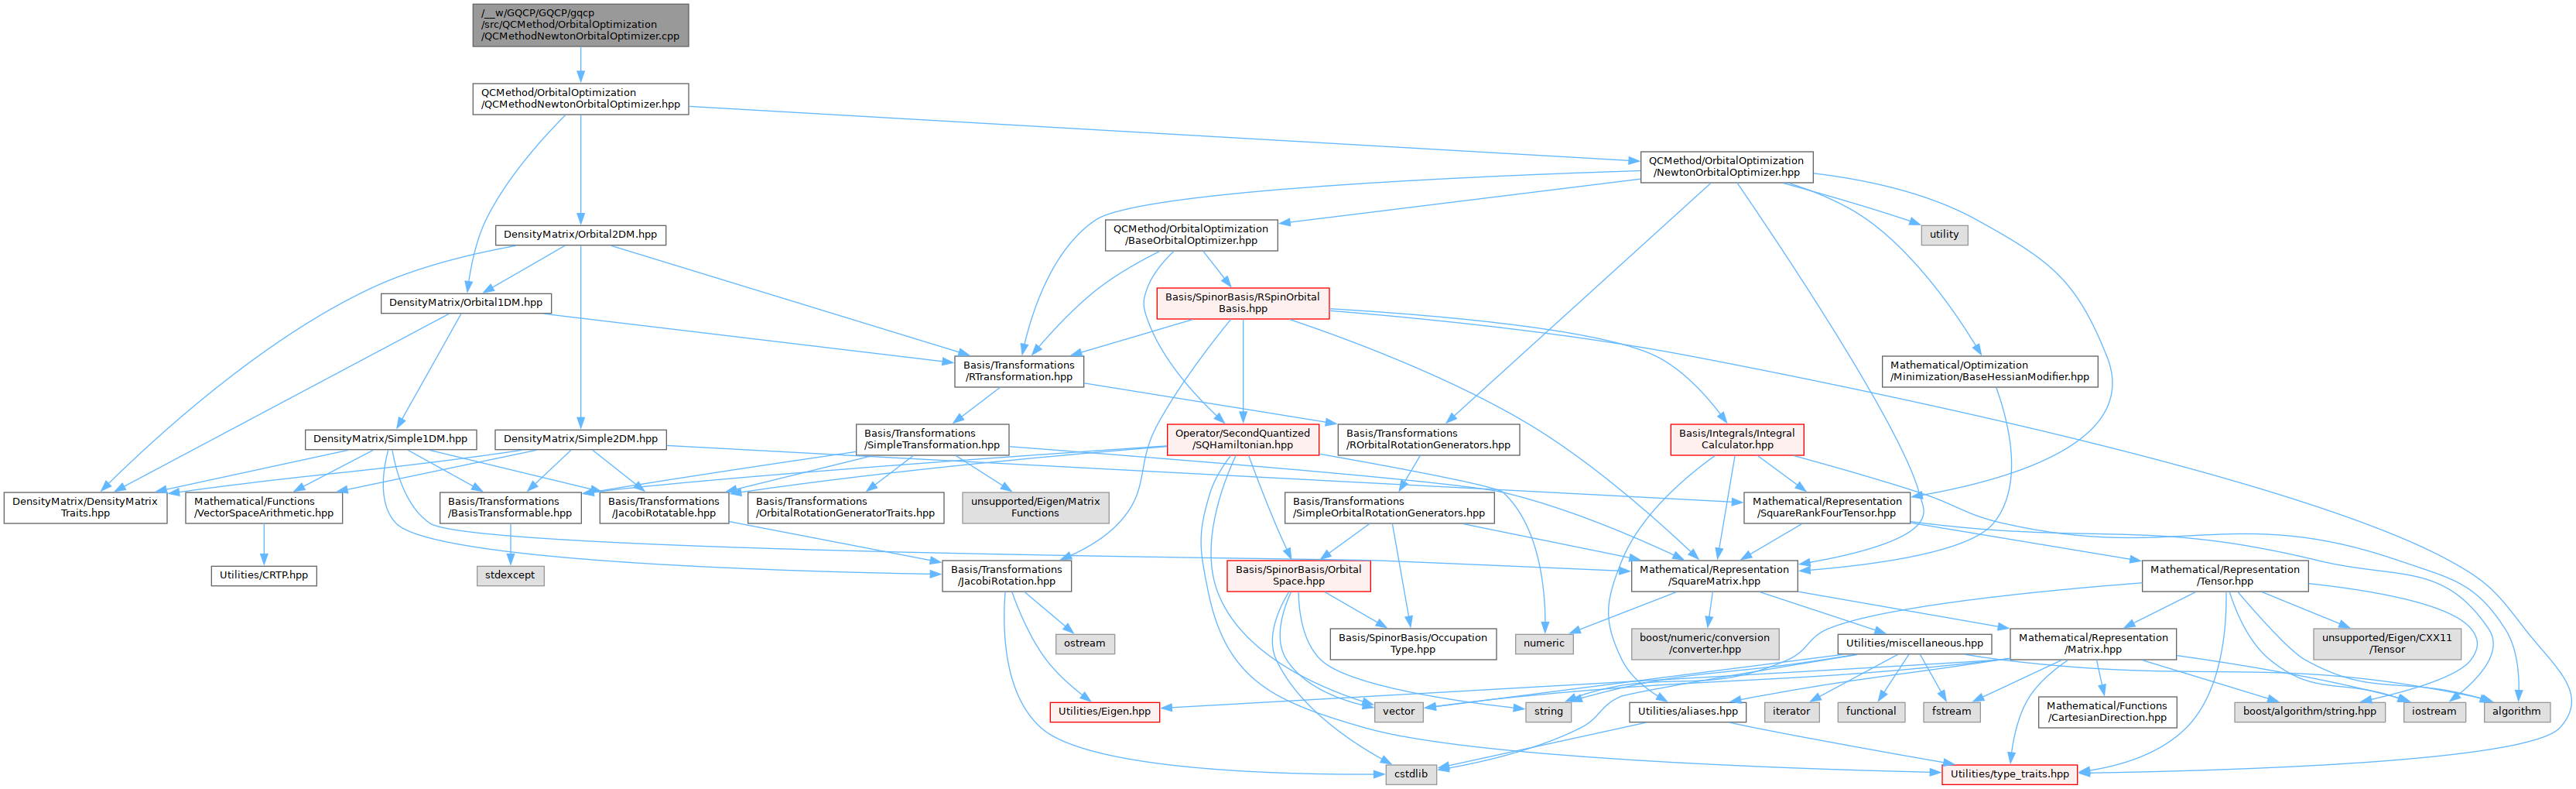 /__w/GQCP/GQCP/gqcp
/src/QCMethod/OrbitalOptimization
/QCMethodNewtonOrbitalOptimizer.cpp
QCMethod/OrbitalOptimization
/QCMethodNewtonOrbitalOptimizer.hpp
QCMethod/OrbitalOptimization
/NewtonOrbitalOptimizer.hpp
DensityMatrix/Orbital2DM.hpp
QCMethod/OrbitalOptimization
/BaseOrbitalOptimizer.hpp
utility
DensityMatrix/Orbital1DM.hpp
Basis/SpinorBasis/RSpinOrbital
Basis.hpp
Basis/Transformations
/RTransformation.hpp
Mathematical/Optimization
/Minimization/BaseHessianModifier.hpp
DensityMatrix/Simple1DM.hpp
DensityMatrix/Simple2DM.hpp
Basis/Transformations
/SimpleTransformation.hpp
Operator/SecondQuantized
/SQHamiltonian.hpp
Basis/Transformations
/ROrbitalRotationGenerators.hpp
Basis/Integrals/Integral
Calculator.hpp
DensityMatrix/DensityMatrix
Traits.hpp
Mathematical/Functions
/VectorSpaceArithmetic.hpp
Basis/Transformations
/BasisTransformable.hpp
Basis/Transformations
/JacobiRotatable.hpp
Basis/Transformations
/OrbitalRotationGeneratorTraits.hpp
unsupported/Eigen/Matrix
Functions
Basis/Transformations
/SimpleOrbitalRotationGenerators.hpp
Mathematical/Representation
/SquareRankFourTensor.hpp
Utilities/CRTP.hpp
stdexcept
Basis/Transformations
/JacobiRotation.hpp
Basis/SpinorBasis/Orbital
Space.hpp
Mathematical/Representation
/SquareMatrix.hpp
Mathematical/Representation
/Tensor.hpp
ostream
Basis/SpinorBasis/Occupation
Type.hpp
numeric
boost/numeric/conversion
/converter.hpp
Utilities/miscellaneous.hpp
Mathematical/Representation
/Matrix.hpp
unsupported/Eigen/CXX11
/Tensor
Utilities/Eigen.hpp
vector
string
Utilities/aliases.hpp
iterator
functional
fstream
Mathematical/Functions
/CartesianDirection.hpp
boost/algorithm/string.hpp
iostream
algorithm
cstdlib
Utilities/type_traits.hpp